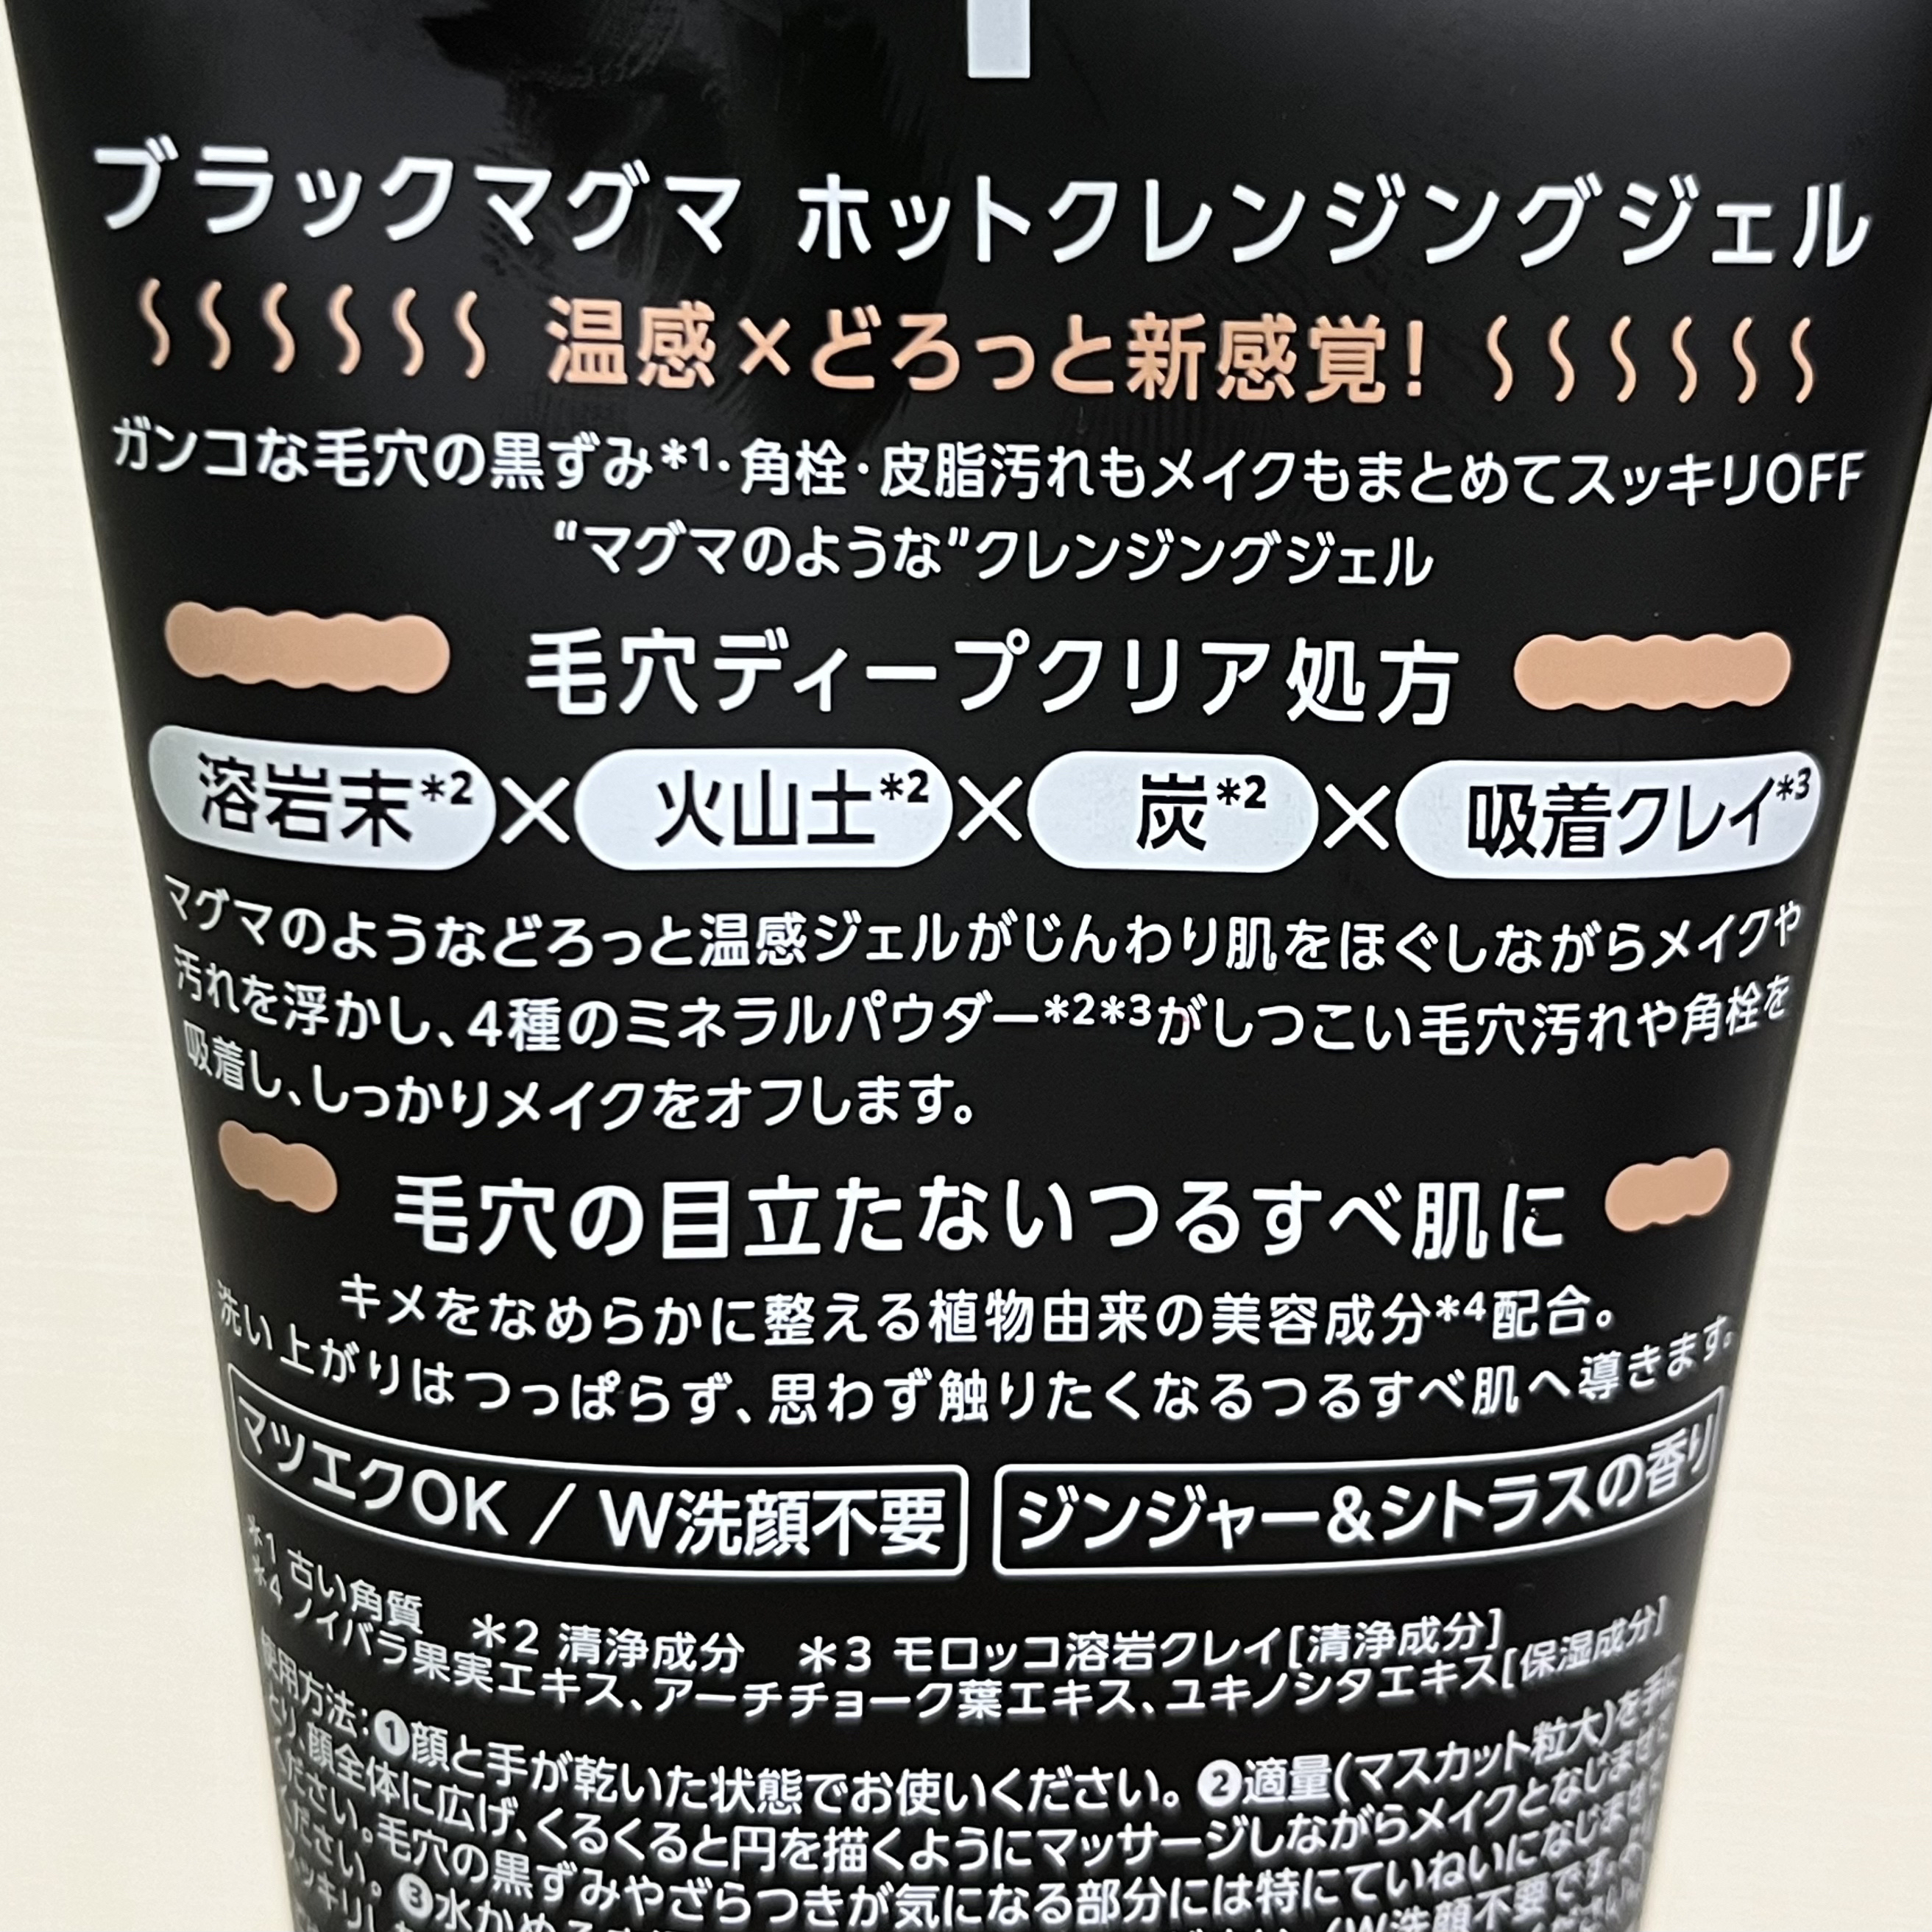 ブラックマグマ ホットクレンジングジェル
温感×どろっと新感覚!
ガンコな毛穴の黒ずみ*1・角栓・皮脂汚れもメイクもまとめてスッキリOFF
“マグマのような”クレンジングジェル
毛穴ディープクリア処方
溶岩末*2×火山土*2×炭*2×吸着クレイ*3
マグマのようなどろっと温感ジェルがじんわり肌をほぐしながらメイクや
汚れを浮かし、4種のミネラルパウダー*2*3がしつこい毛穴汚れや角栓を
吸着し、しっかりメイクをオフします。
毛穴の目立たないつるすべ肌に
キメをなめらかに整える植物由来の美容成分*4配合。
洗い上がりはつっぱらず、思わず触りたくなるつるすべ肌へ導きます。
マツエクOK / W洗顔不要 ジンジャー&シトラスの香り
*1 古い角質 *2 清浄成分 *3 モロッコ溶岩クレイ[清浄成分]
*4 ノイバラ果実エキス、アーチチョーク葉エキス、ユキノシタエキス[保湿成分]
使用方法:❶顔と手が乾いた状態でお使いください。❷適量(マスカット粒大)を手に
とり、顔全体に広げ、くるくると円を描くようにマッサージしながらメイクとなじませ
ください。毛穴の黒ずみやざらつきが気になる部分には特にていねいになじませ
ください。❸水か
(W洗顔不要です。